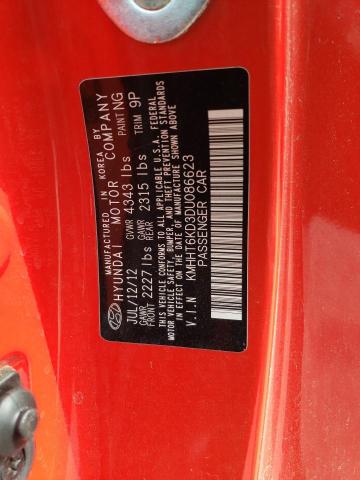 MANUFACTURED IN KOREA BY
HYUNDAI MOTOR COMPANY
JUL/12/12 GVWR 4343 lbs PAINT NG
GAWR FRONT 2227lbs GAWR REAR 2315 lbs TRIM 9P
THIS VEHICLE CONFORMS TO ALL APPLICABLE U.S.A. FEDERAL
MOTOR VEHICLE SAFETY, BUMPER, AND THEFT PREVENTION STANDARDS
IN EFFECT ON THE DATE OF MANUFACTURE SHOWN ABOVE
V.I.N KMHHT6KD3DU086623
PASSENGER CAR